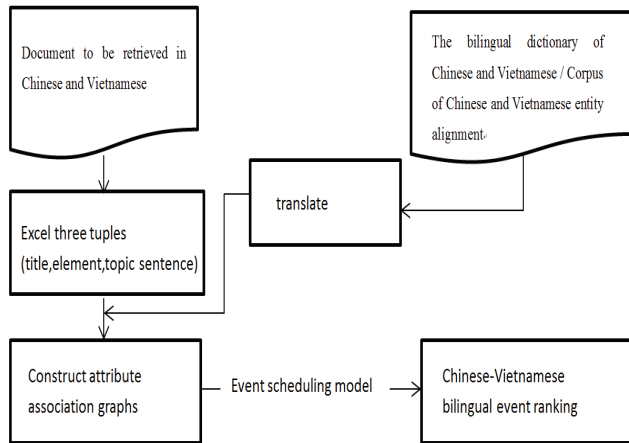 Document to be retrieved in
Chinese and Vietnamese
The bilingual dictionary of
Chinese and Vietnamese / Corpus
of Chinese and Vietnamese entity
alignment
translate
Excel three tuples
(title,element,topic sentence)
Construct attribute
association graphs
Event scheduling model
Chinese-Vietnamese
bilingual event ranking